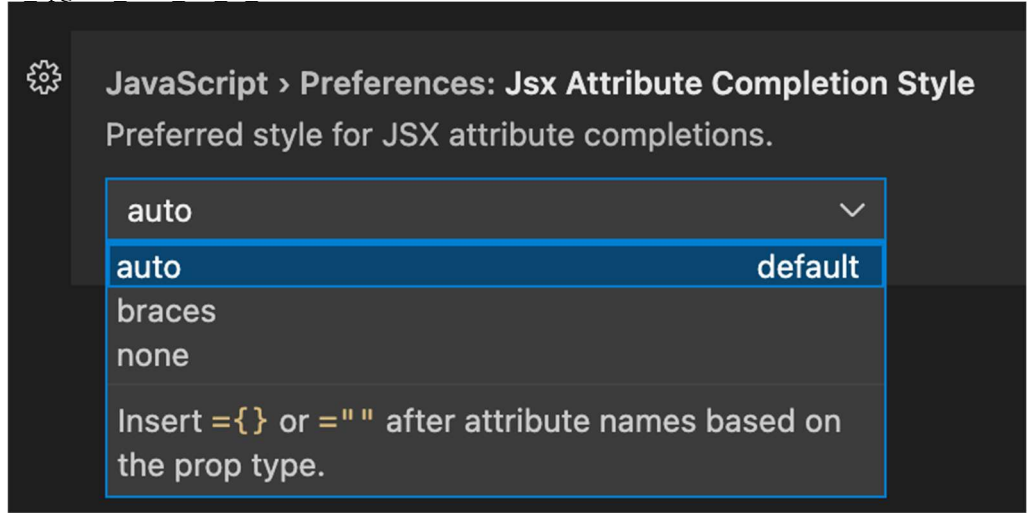 JavaScript › Preferences: Jsx Attribute Completion Style
Preferred style for JSX attribute completions.
auto
auto default
braces
none
Insert ={} or ="" after attribute names based on
the prop type.